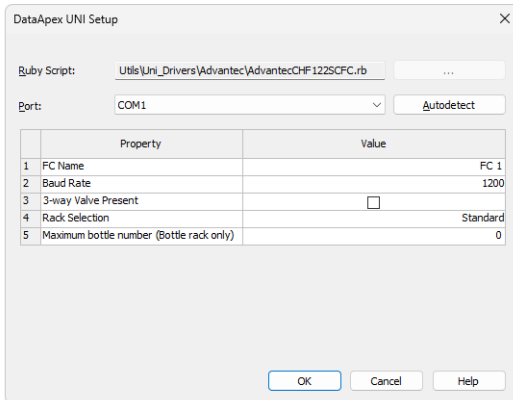 DataApex UNI Setup
Ruby Script: Utils\Uni_Drivers\Advantec\AdvantecCHF122SCFC.rb ...
Port: COM1 Autodetect
Property Value
1 FC Name FC 1
2 Baud Rate 1200
3 3-way Valve Present
4 Rack Selection Standard
5 Maximum bottle number (Bottle rack only) 0
OK Cancel Help